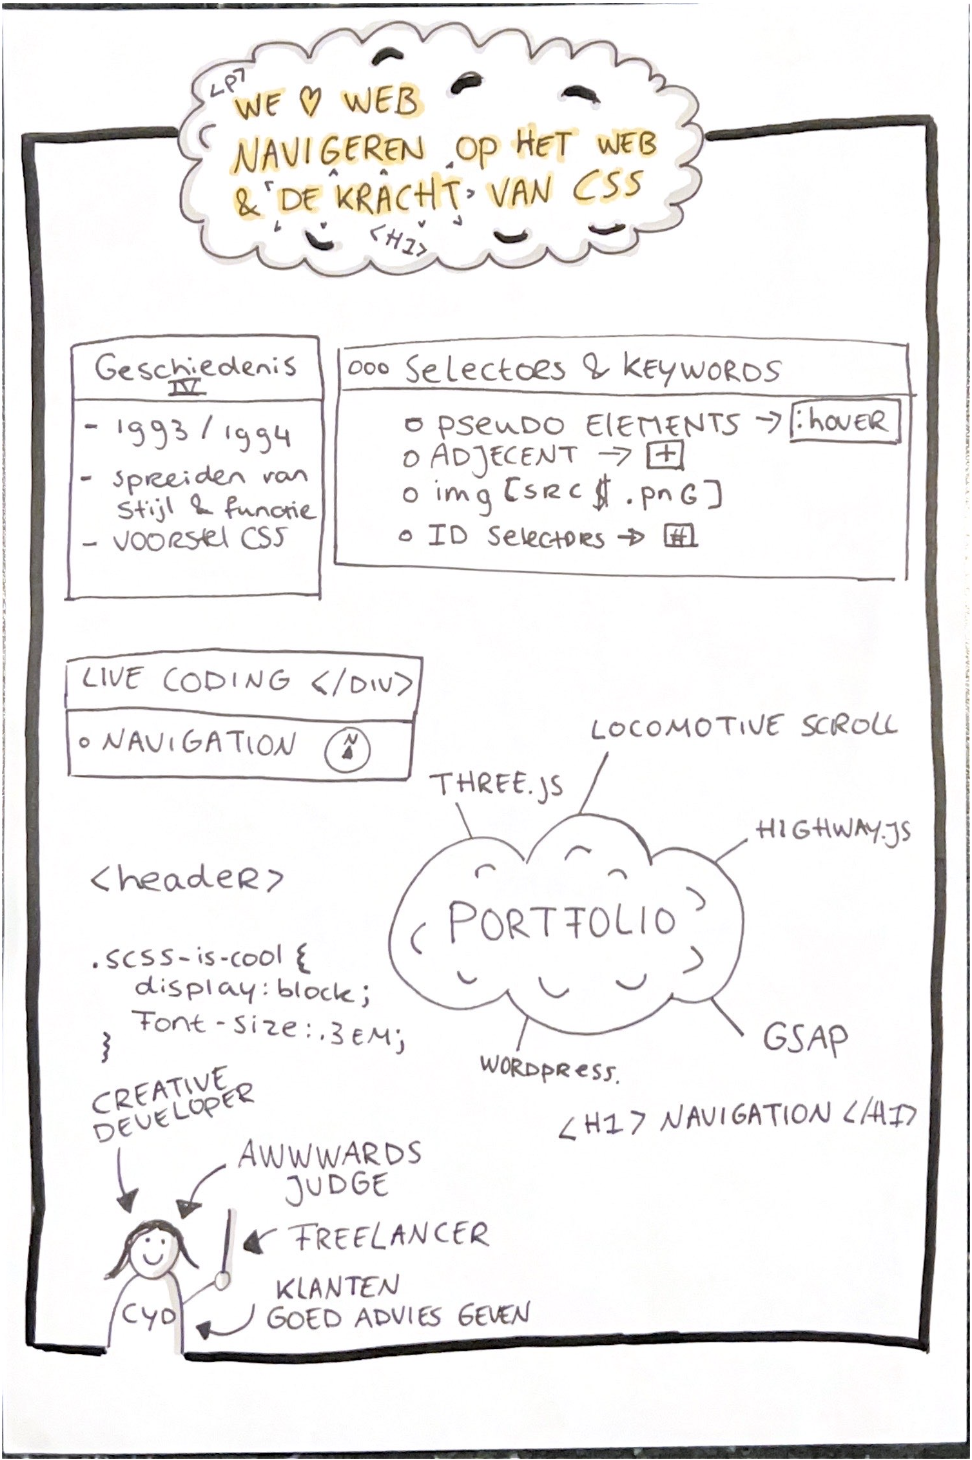 <P>
WE ♡ WEB
NAVIGEREN OP HET WEB
& DE KRACHT VAN CSS
<H1>
Geschiedenis
IV
- 1993 / 1994
- spreiden van
stijl & functie
- VOORstel CSS
ooo Selectors & KEYWORDS
o PSeuDO ElEMENTS → :hoveR
o ADJECENT → +
o img [SRC $ .pnG]
o ID SelectoRs → #
LIVE CODING </DIV>
o NAVIGATION N
LOCOMOTIVE SCROLL
THREE.JS
HIGHWAY.JS
PORTFOLIO
GSAP
WORDPRESS.
<headeR>
.scss-is-cool {
display: block;
Font-size: .3EM;
}
<H1> NAVIGATION </H1>
CREATIVE
DEVELOPER
AWWWARDS
JUDGE
FREELANCER
KLANTEN
GOED ADVIES GEVEN
CYD